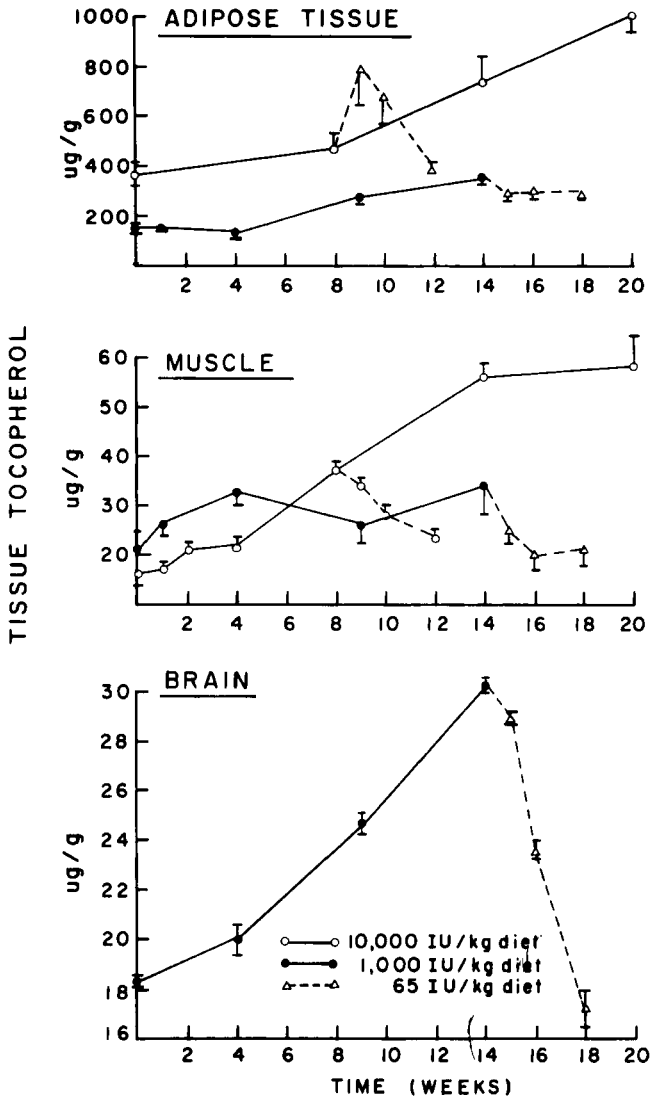 TISSUE TOCOPHEROL
ADIPOSE TISSUE
ug/g
1000
800
600
400
200
2 4 6 8 10 12 14 16 18 20
MUSCLE
ug/g
60
50
40
30
20
2 4 6 8 10 12 14 16 18 20
BRAIN
ug/g
30
28
26
24
22
20
18
16
10,000 IU/kg diet
1,000 IU/kg diet
65 IU/kg diet
2 4 6 8 10 12 14 16 18 20
TIME (WEEKS)